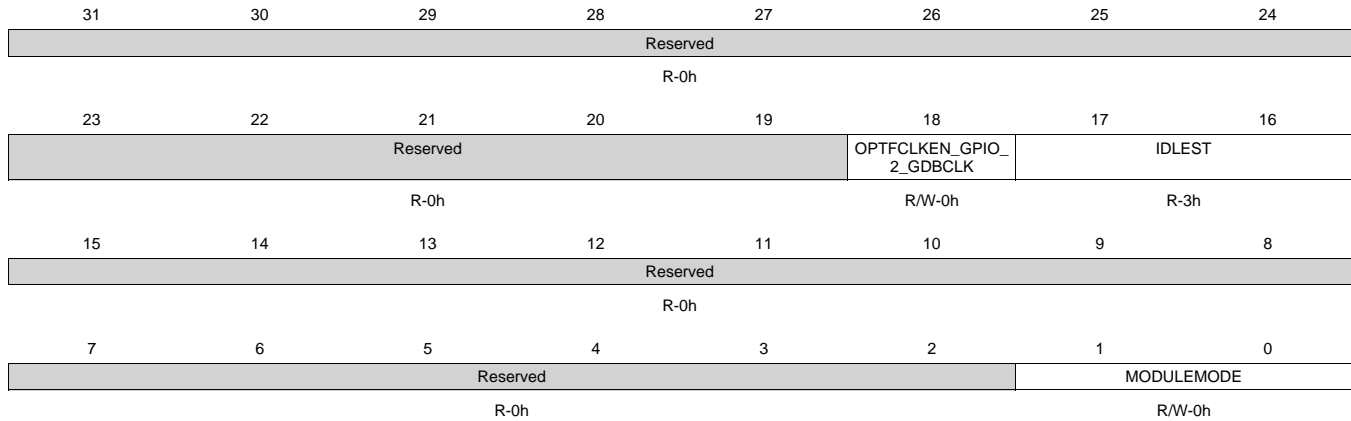 31 30 29 28 27 26 25 24
Reserved
R-0h
23 22 21 20 19 18 17 16
Reserved OPTFCLKEN_GPIO_ IDLEST
2_GDBCLK
R-0h R/W-0h R-3h
15 14 13 12 11 10 9 8
Reserved
R-0h
7 6 5 4 3 2 1 0
Reserved MODULEMODE
R-0h R/W-0h